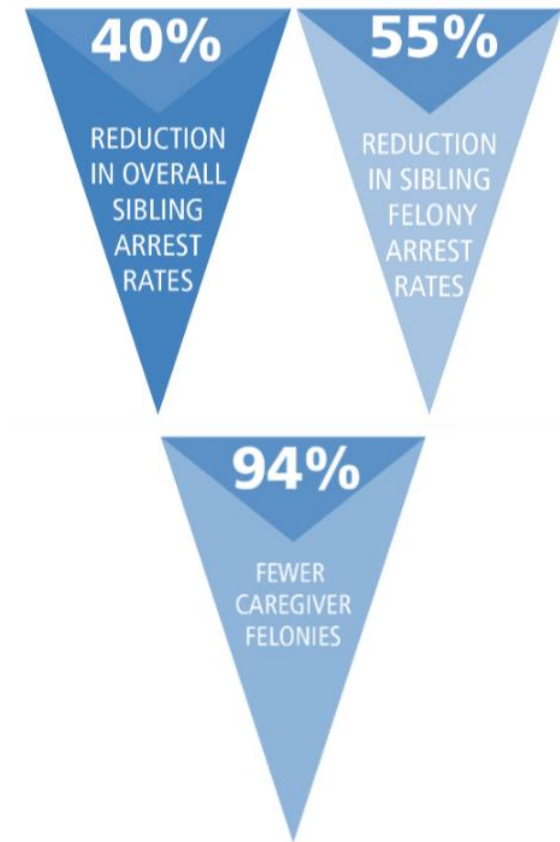 40%
REDUCTION
IN OVERALL
SIBLING
ARREST
RATES
55%
REDUCTION
IN SIBLING
FELONY
ARREST
RATES
94%
FEWER
CAREGIVER
FELONIES